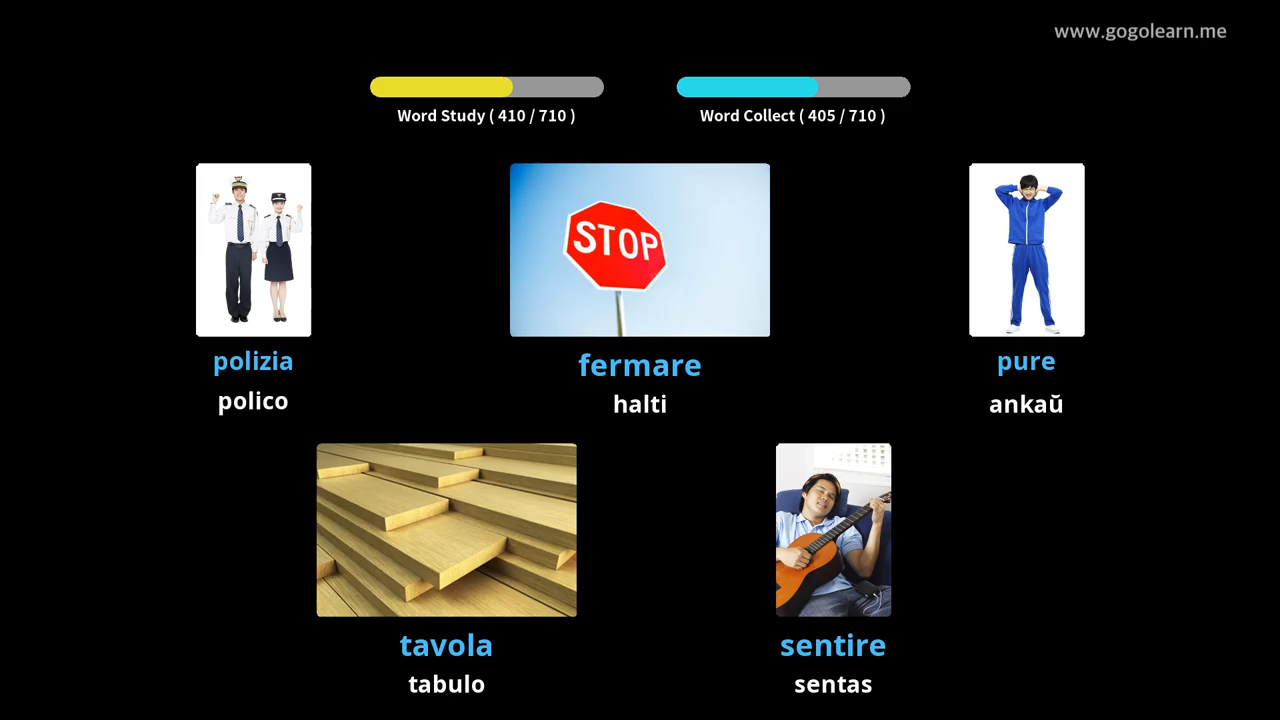 www.gogolearn.me
Word Study ( 410 / 710 )
Word Collect ( 405 / 710 )
STOP
polizia
polico
fermare
halti
pure
ankaŭ
tavola
tabulo
sentire
sentas